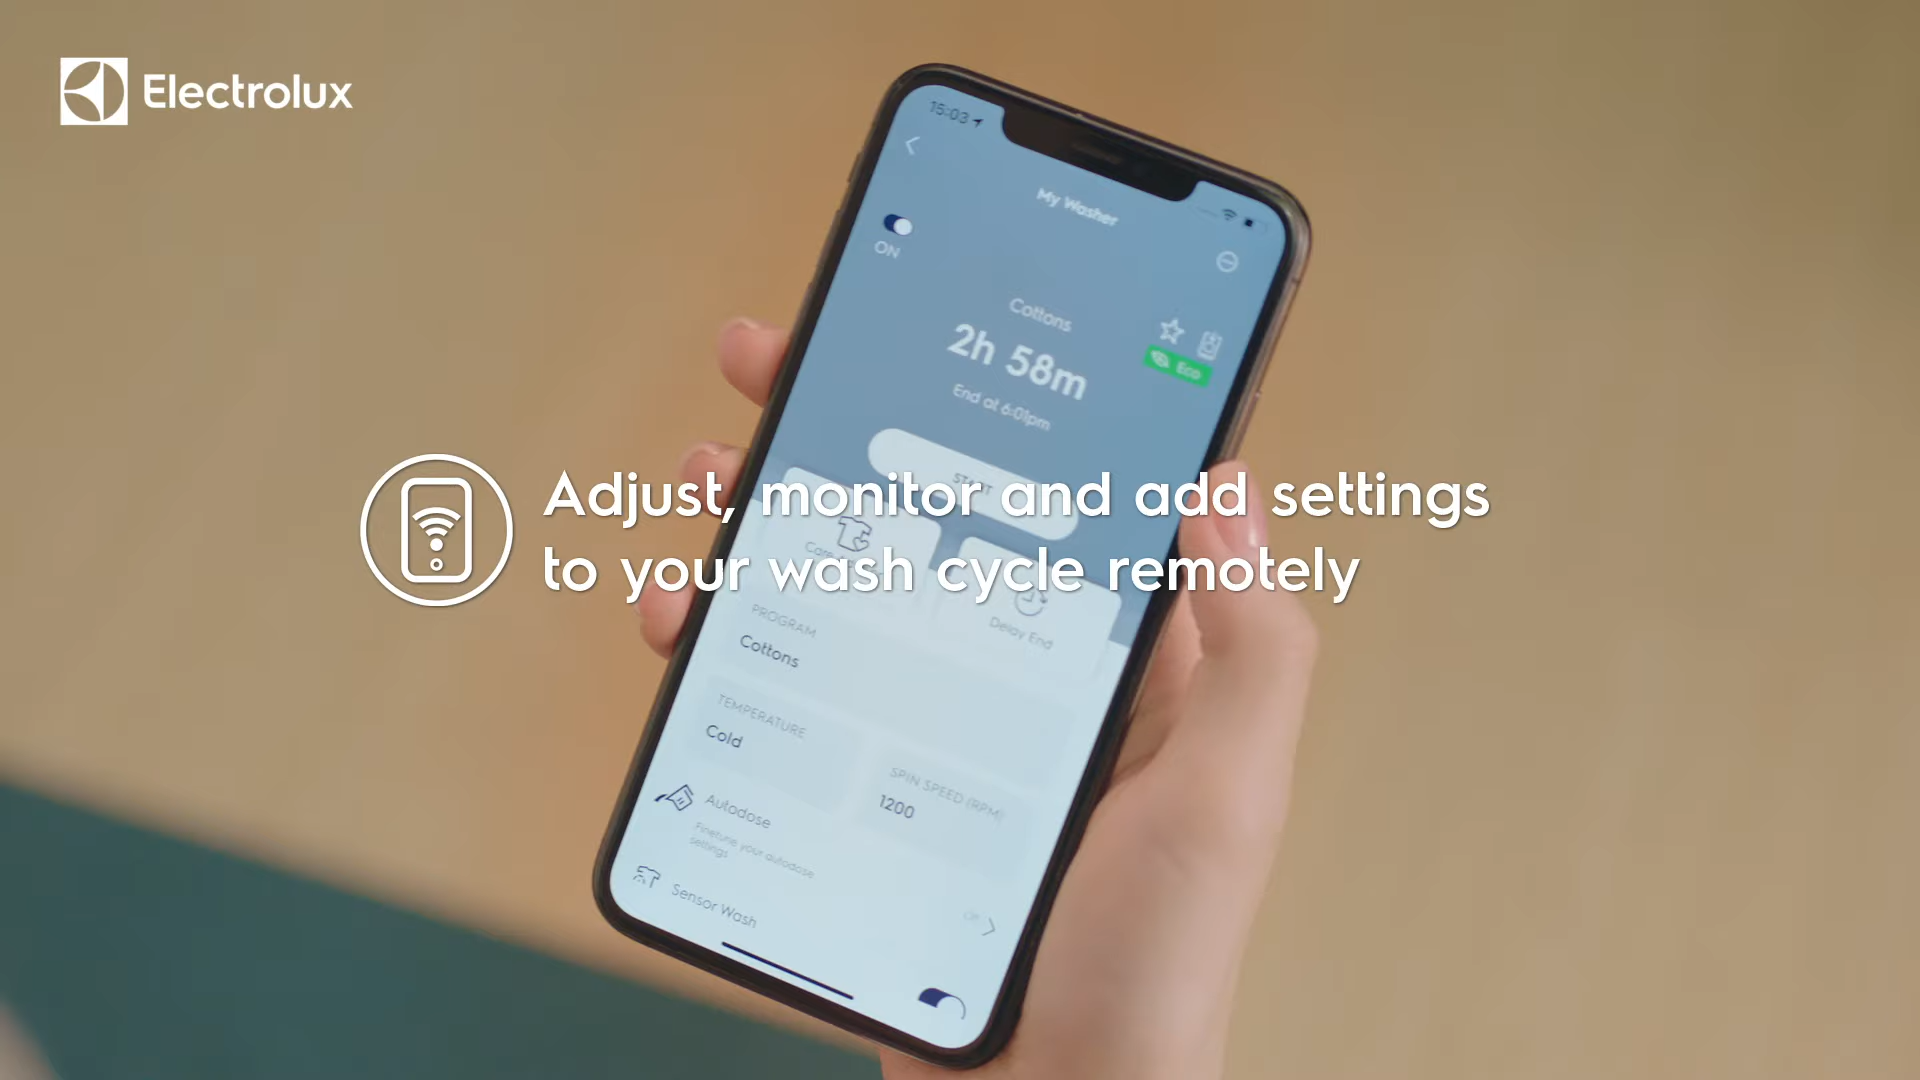 Electrolux
15:03
My Washer
ON
Cottons
2h 58m
Eco
End at 6:01pm
START
Adjust, monitor and add settings
to your wash cycle remotely
Delay End
PROGRAM
Cottons
TEMPERATURE
Cold
SPIN SPEED (RPM)
1200
Autodose
Finetune your autodose
settings
Off
Sensor Wash